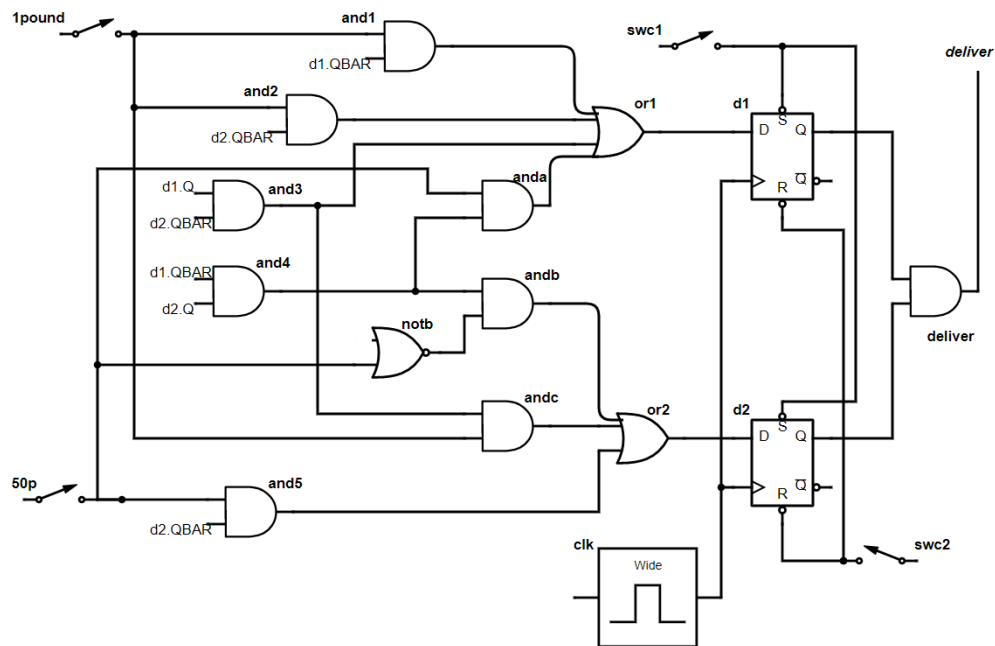 1pound
and1
swc1
deliver
d1.QBAR
and2
or1
d1
S
D
Q
d2.QBAR
anda
d1.Q
and3
R
Q
d2.QBAR
d1.QBAR
and4
andb
d2.Q
notb
deliver
andc
or2
d2
S
D
Q
50p
and5
R
Q
d2.QBAR
clk
swc2
Wide